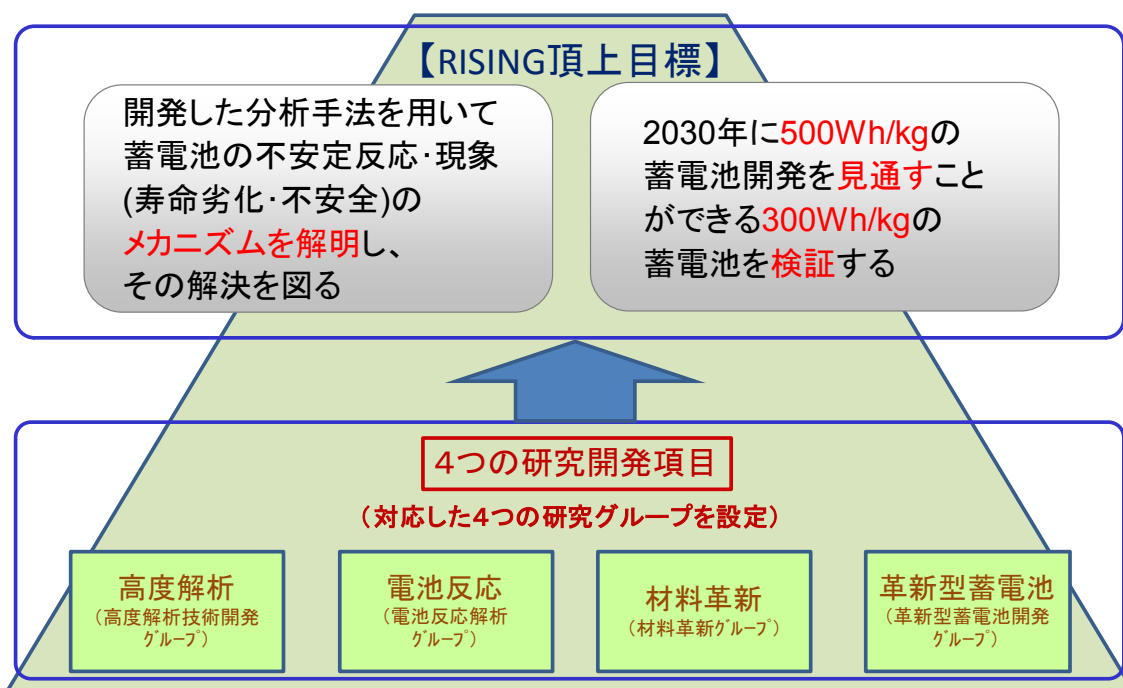 【RISING頂上目標】
開発した分析手法を用いて
蓄電池の不安定反応・現象
(寿命劣化・不安全)の
メカニズムを解明し、
その解決を図る
2030年に500Wh/kgの
蓄電池開発を見通すこと
ができる300Wh/kgの
蓄電池を検証する
4つの研究開発項目
（対応した4つの研究グループを設定）
高度解析
（高度解析技術開発
ｸﾞﾙｰﾌﾟ）
電池反応
（電池反応解析
ｸﾞﾙｰﾌﾟ）
材料革新
（材料革新ｸﾞﾙｰﾌﾟ）
革新型蓄電池
（革新型蓄電池開発
ｸﾞﾙｰﾌﾟ）